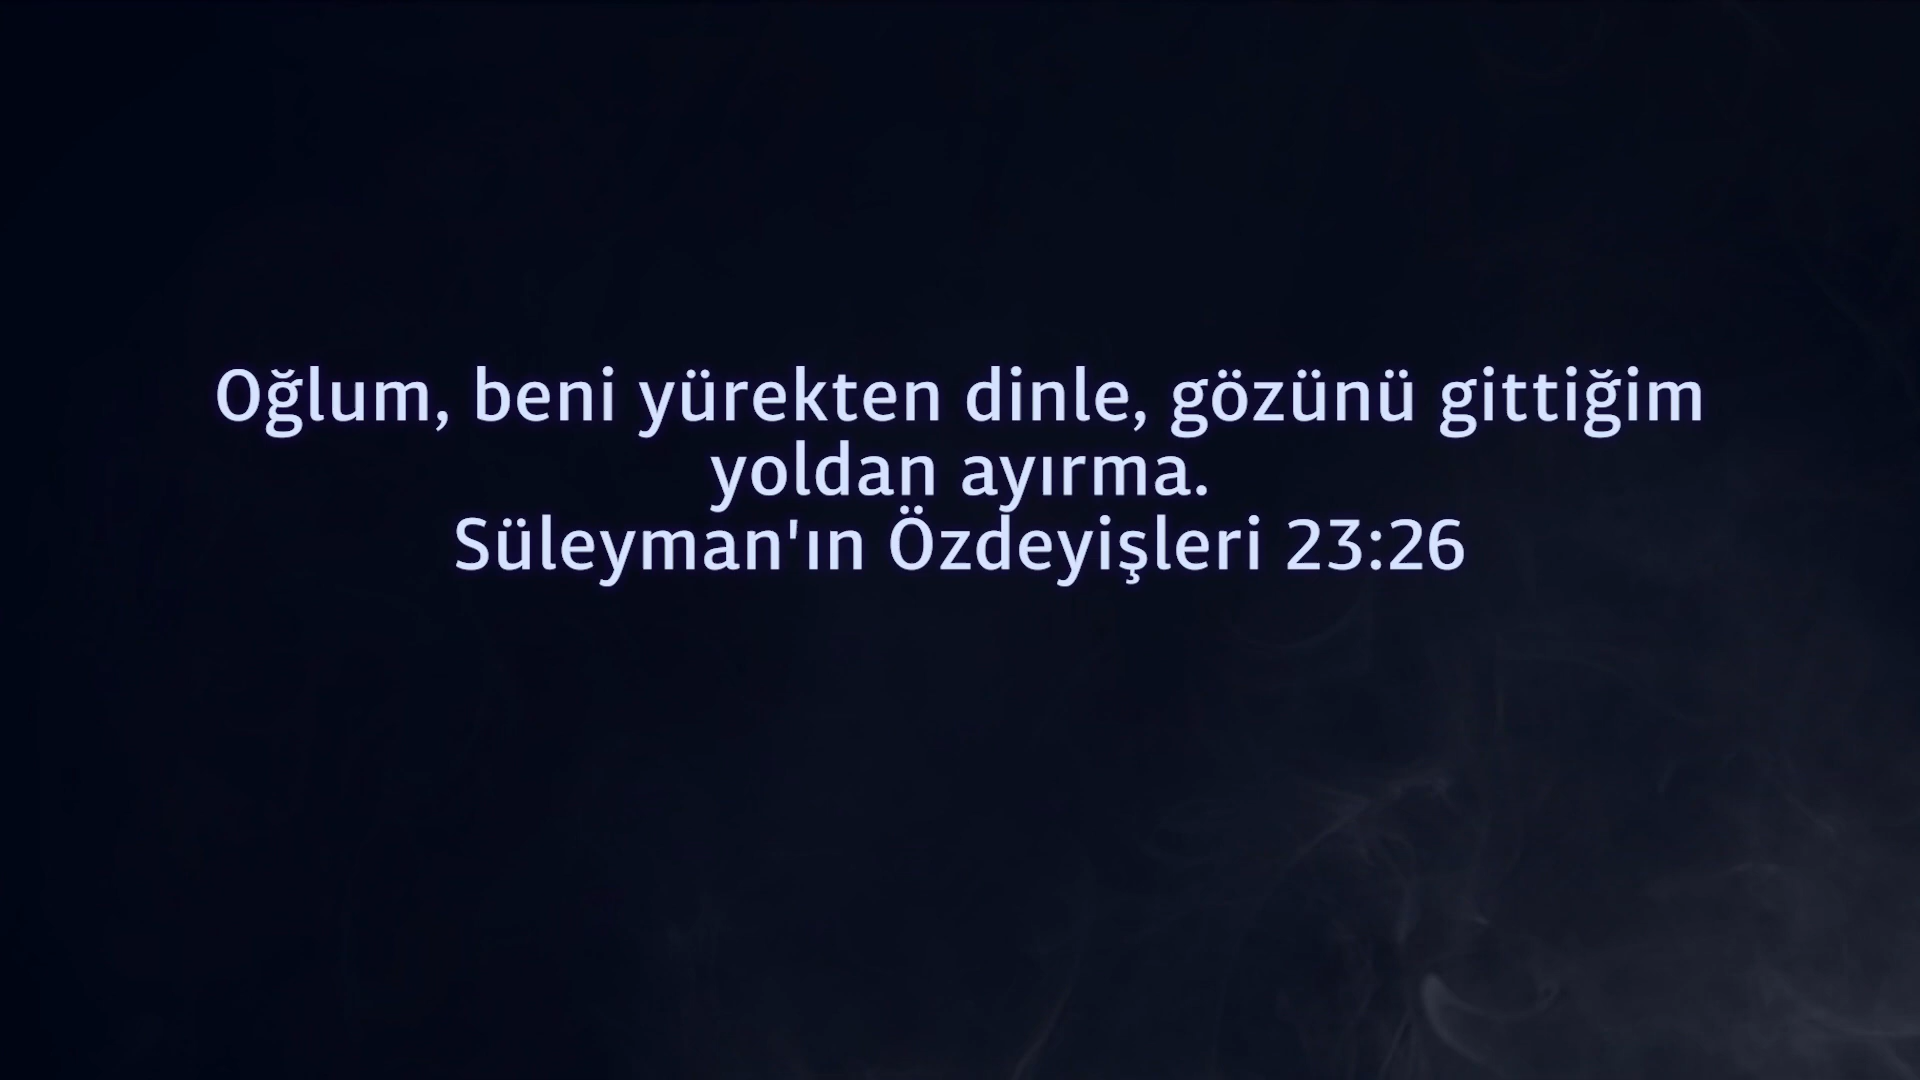 Oğlum, beni yürekten dinle, gözünü gittiğim
yoldan ayırma.
Süleyman'ın Özdeyişleri 23:26